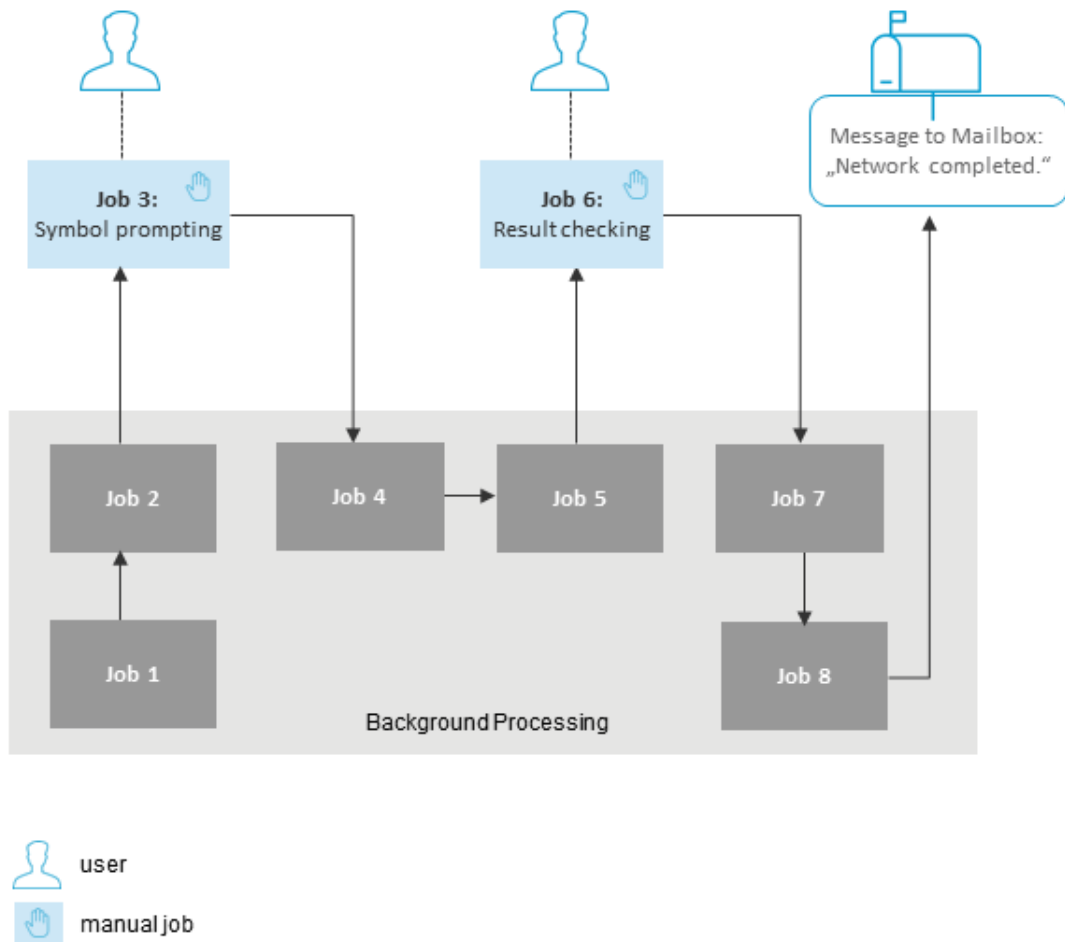 Message to Mailbox:
„Network completed.“
Job 3:
Symbol prompting
Job 6:
Result checking
Job 2
Job 4
Job 5
Job 7
Job 1
Job 8
Background Processing
user
manual job